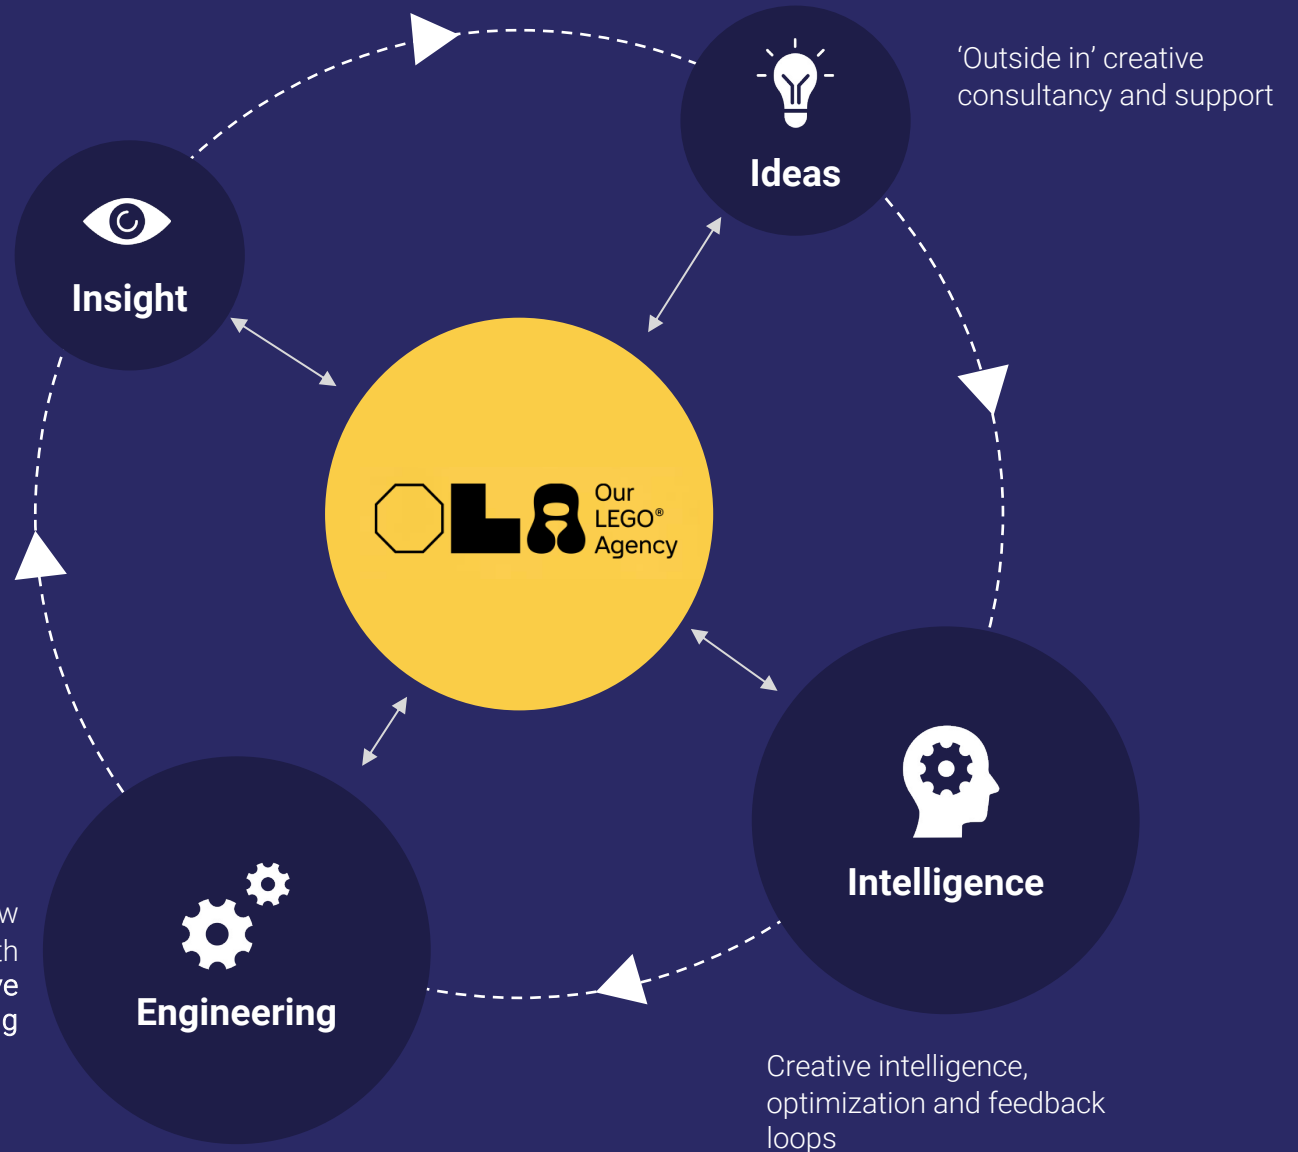 'Outside in' creative
consultancy and support
Ideas
Insight
OLA
Our
LEGO®
Agency
Intelligence
Engineering
Creative intelligence,
optimization and feedback
loops